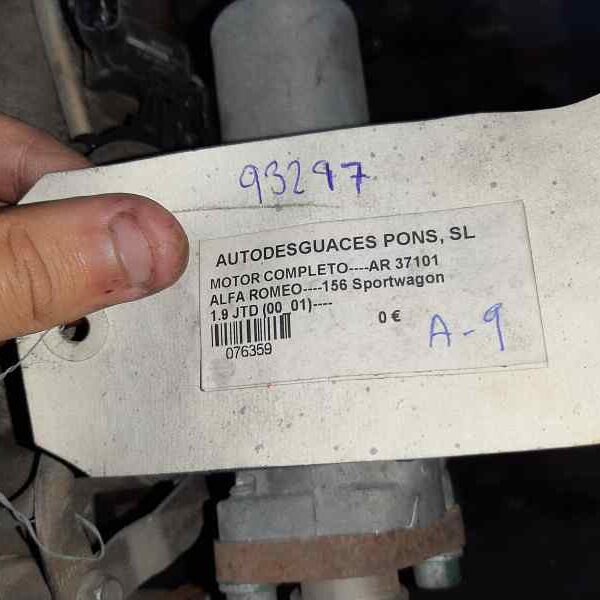 93297
AUTODESGUACES PONS, SL
MOTOR COMPLETO----AR 37101
ALFA ROMEO----156 Sportwagon
1.9 JTD (00_01)----
0 €
A-9
076359